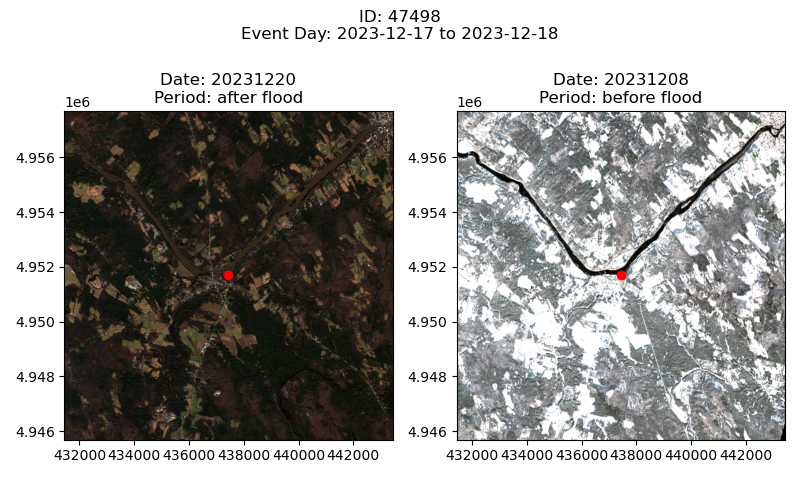 ID: 47498
Event Day: 2023-12-17 to 2023-12-18
Date: 20231220
Period: after flood
1e6
4.956
4.954
4.952
4.950
4.948
4.946
432000 434000 436000 438000 440000 442000
Date: 20231208
Period: before flood
1e6
4.956
4.954
4.952
4.950
4.948
4.946
432000 434000 436000 438000 440000 442000